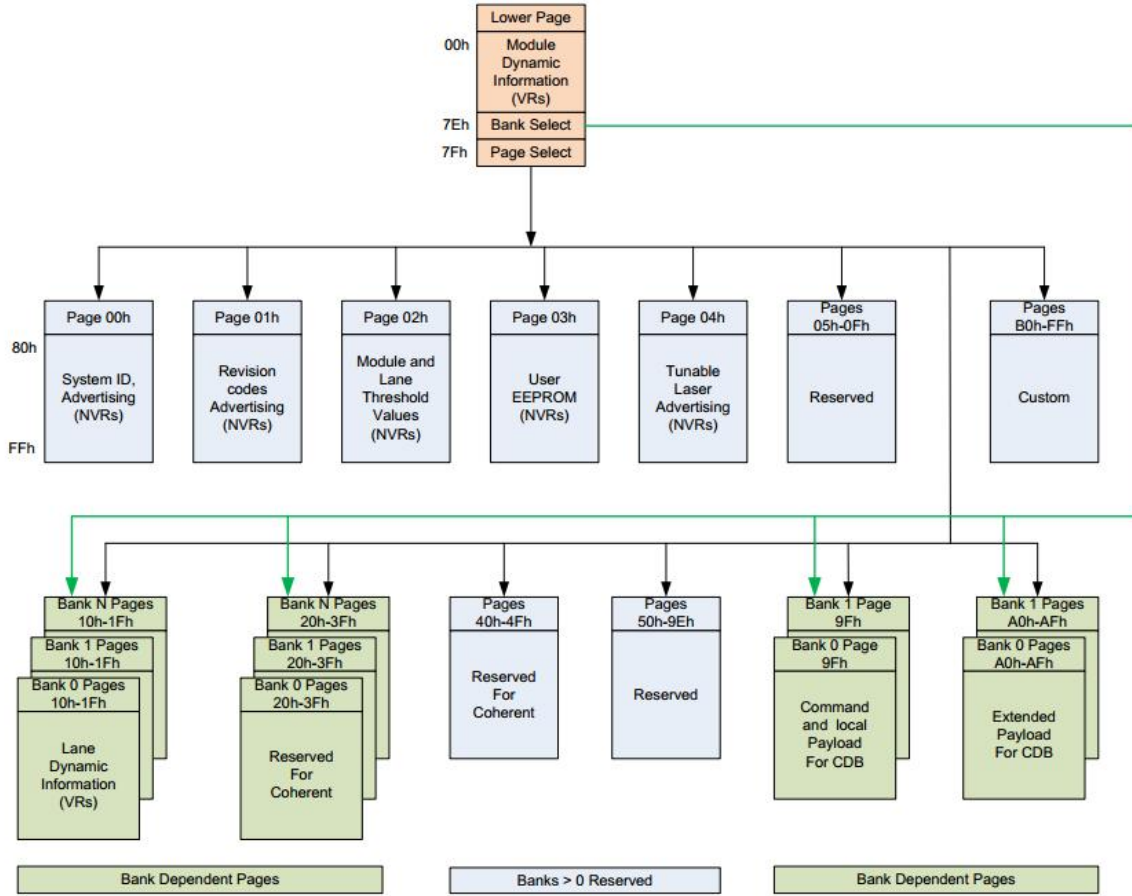 Lower Page
00h
Module
Dynamic
Information
(VRs)
7Eh
Bank Select
7Fh
Page Select
Page 00h
Page 01h
Page 02h
Page 03h
Page 04h
Pages
05h-0Fh
Pages
B0h-FFh
80h
System ID,
Advertising
(NVRs)
FFh
Revision
codes
Advertising
(NVRs)
Module and
Lane
Threshold
Values
(NVRs)
User
EEPROM
(NVRs)
Tunable
Laser
Advertising
(NVRs)
Reserved
Custom
Bank N Pages
10h-1Fh
Bank 1 Pages
10h-1Fh
Bank 0 Pages
10h-1Fh
Lane
Dynamic
Information
(VRs)
Bank N Pages
20h-3Fh
Bank 1 Pages
20h-3Fh
Bank 0 Pages
20h-3Fh
Reserved
For
Coherent
Pages
40h-4Fh
Reserved
For
Coherent
Pages
50h-9Eh
Reserved
Bank 1 Page
9Fh
Bank 0 Page
9Fh
Command
and local
Payload
For CDB
Bank 1 Pages
A0h-AFh
Bank 0 Pages
A0h-AFh
Extended
Payload
For CDB
Bank Dependent Pages
Banks > 0 Reserved
Bank Dependent Pages